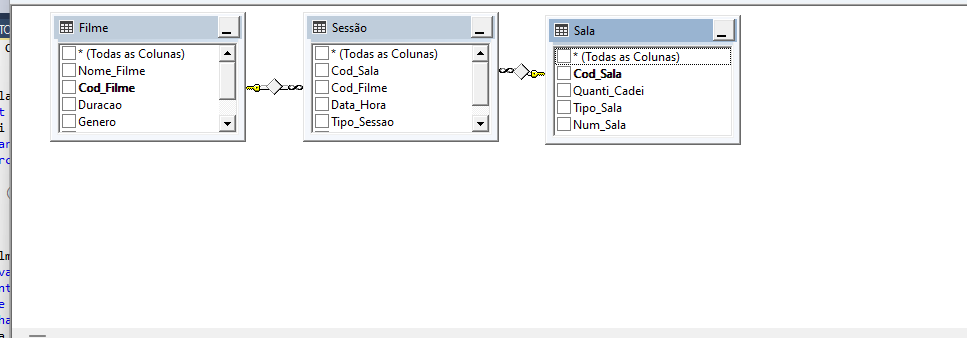 Filme
* (Todas as Colunas)
Nome_Filme
Cod_Filme
Duracao
Genero
Sessão
* (Todas as Colunas)
Cod_Sala
Cod_Filme
Data_Hora
Tipo_Sessao
Sala
* (Todas as Colunas)
Cod_Sala
Quanti_Cadei
Tipo_Sala
Num_Sala